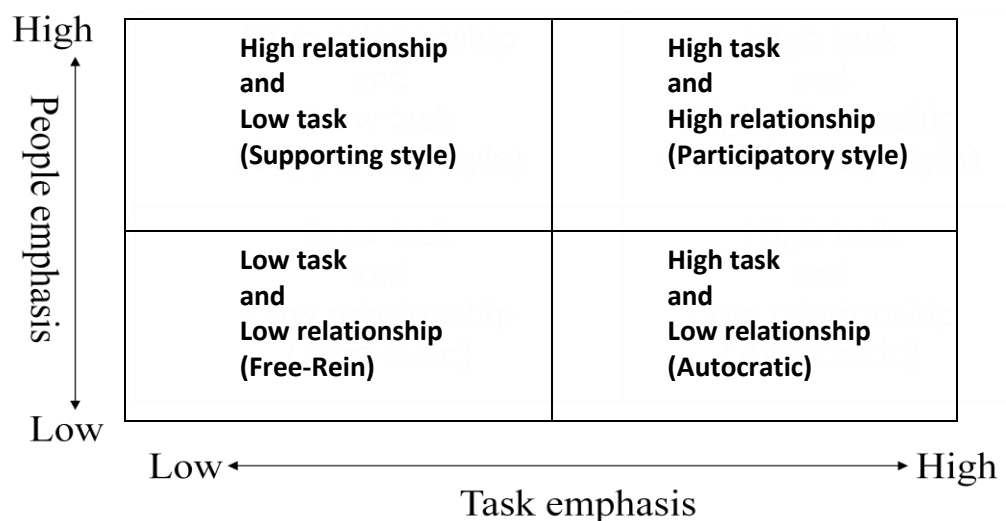 High
People emphasis
Low
High relationship
and
Low task
(Supporting style)
High task
and
High relationship
(Participatory style)
Low task
and
Low relationship
(Free-Rein)
High task
and
Low relationship
(Autocratic)
Low
High
Task emphasis